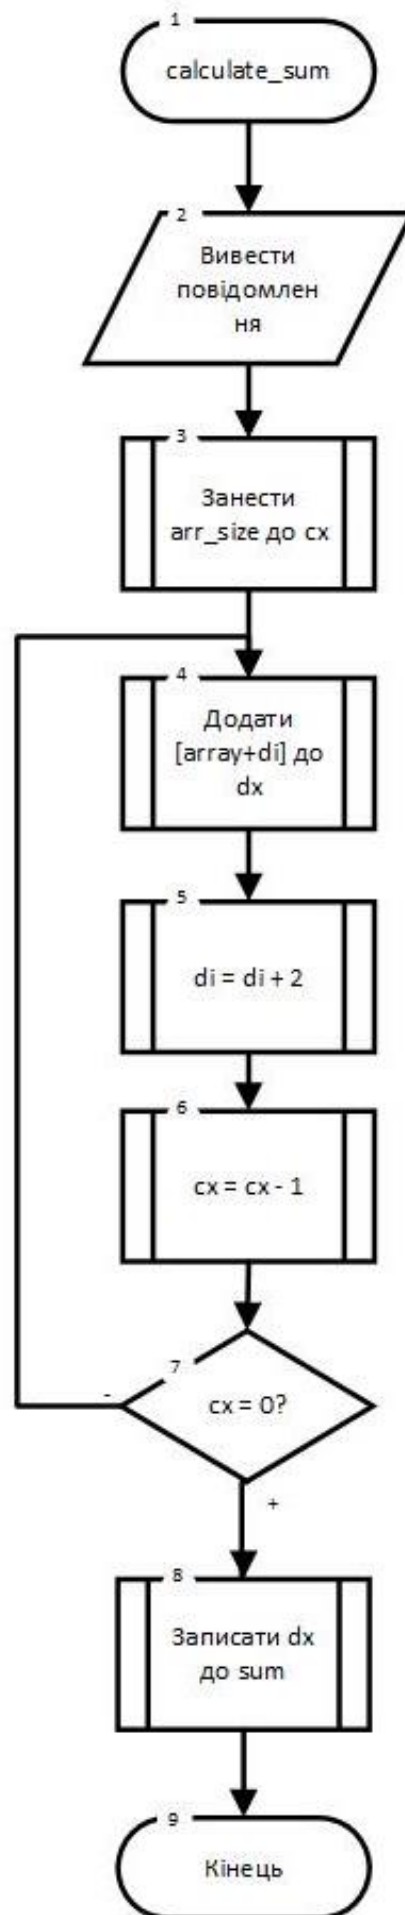 1
calculate_sum
2
Вивести
повідомлен
ня
3
Занести
arr_size до cx
4
Додати
[array+di] до
dx
5
di = di + 2
6
cx = cx - 1
7
cx = 0?
-
+
8
Записати dx
до sum
9
Кінець